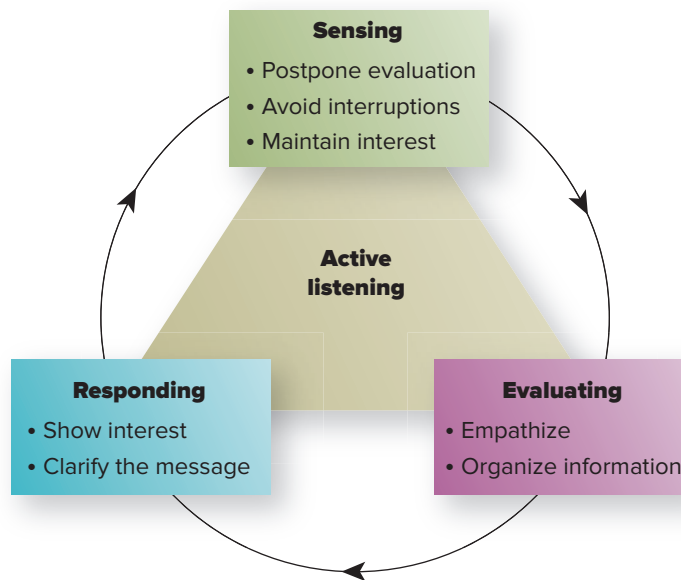 Sensing
• Postpone evaluation
• Avoid interruptions
• Maintain interest
Active
listening
Responding
• Show interest
• Clarify the message
Evaluating
• Empathize
• Organize information